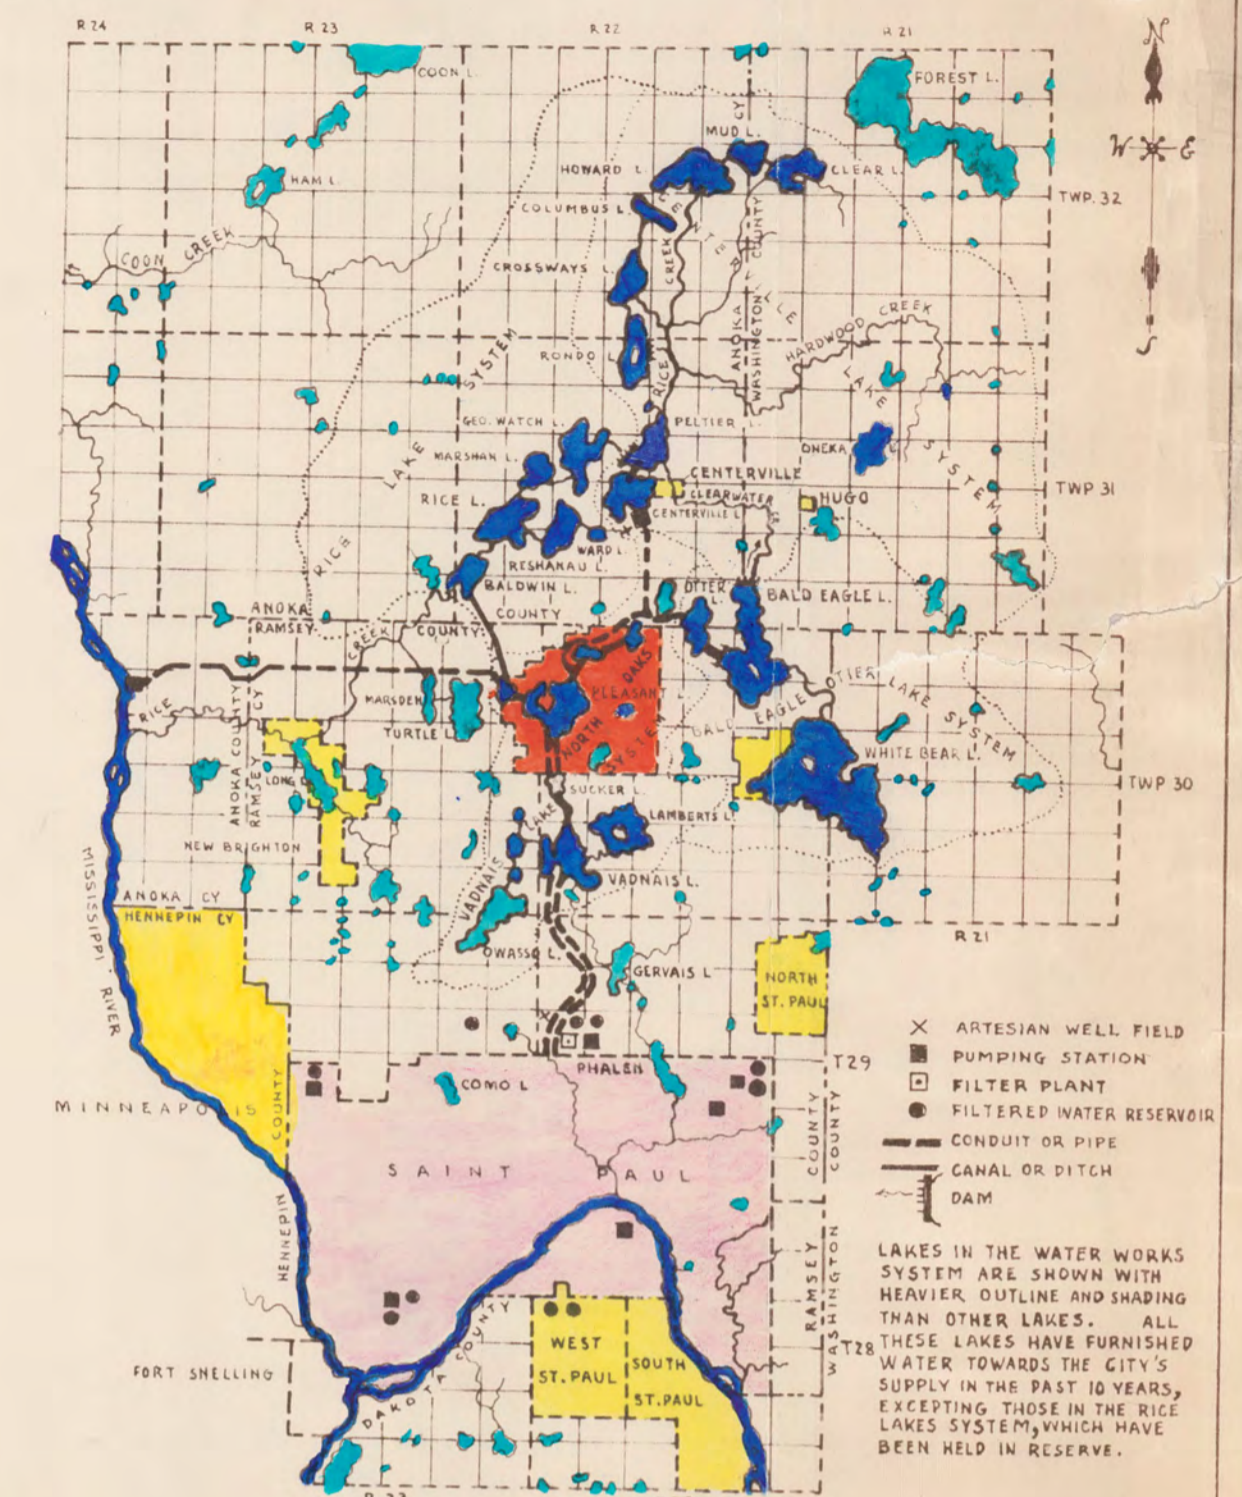 R 24
R 23
R 22
R 21
N
COON L.
FOREST L.
CY
MUD L.
W
E
HOWARD L.
CLEAR L.
HAM L.
TWP. 32
COLUMBUS L.
COON CREEK
CENTERVILLE
CREEK
COUNTY
CROSSWAYS L.
ANOKA
WASHINGTON
HARDWOOD CREEK
S
RONDO L.
RICE
LAKE
SYSTEM
GEO. WATCH L.
PELTIER L.
MARSHAN L.
ONEKA
LAKE
SYSTEM
CENTERVILLE
RICE L.
CLEARWATER
HUGO
TWP 31
CENTERVILLE L.
RICE
WARD L.
RESHANAU L.
BALDWIN L.
OTTER L.
BALD EAGLE L.
ANOKA
COUNTY
RAMSEY
COUNTY
CREEK
OAKS
MARSDEN
PLEASANT L.
OTTER LAKE SYSTEM
RICE
TURTLE L.
NORTH
BALD EAGLE
SYSTEM
WHITE BEAR L.
ANOKA COUNTY
RAMSEY CY
LONG
SUCKER L.
TWP 30
LAKE
LAMBERTS L.
NEW BRIGHTON
VADNAIS
VADNAIS L.
MISSISSIPPI RIVER
ANOKA CY
HENNEPIN CY
R 21
OWASSO L.
GERVAIS L
NORTH
ST. PAUL
X ARTESIAN WELL FIELD
PUMPING STATION
T29
PHALEN
FILTER PLANT
COMO L
FILTERED WATER RESERVOIR
MINNEAPOLIS
COUNTY
CONDUIT OR PIPE
COUNTY
COUNTY
CANAL OR DITCH
SAINT PAUL
DAM
HENNEPIN
RAMSEY
WASHINGTON
LAKES IN THE WATER WORKS
SYSTEM ARE SHOWN WITH
HEAVIER OUTLINE AND SHADING
THAN OTHER LAKES. ALL
THESE LAKES HAVE FURNISHED
WATER TOWARDS THE CITY'S
SUPPLY IN THE PAST 10 YEARS,
EXCEPTING THOSE IN THE RICE
LAKES SYSTEM, WHICH HAVE
BEEN HELD IN RESERVE.
T28
WEST
ST. PAUL
SOUTH
ST. PAUL
FORT SNELLING
DAKOTA COUNTY